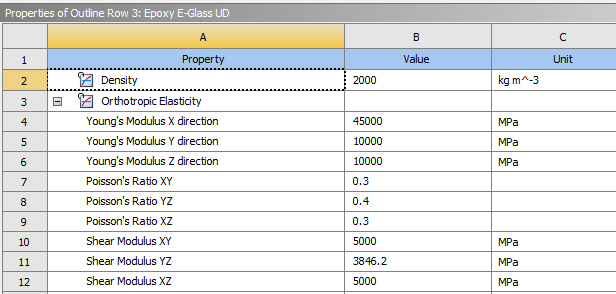 Properties of Outline Row 3: Epoxy E-Glass UD
A B C
1 Property Value Unit
2 Density 2000 kg m^-3
3 Orthotropic Elasticity
4 Young's Modulus X direction 45000 MPa
5 Young's Modulus Y direction 10000 MPa
6 Young's Modulus Z direction 10000 MPa
7 Poisson's Ratio XY 0.3
8 Poisson's Ratio YZ 0.4
9 Poisson's Ratio XZ 0.3
10 Shear Modulus XY 5000 MPa
11 Shear Modulus YZ 3846.2 MPa
12 Shear Modulus XZ 5000 MPa